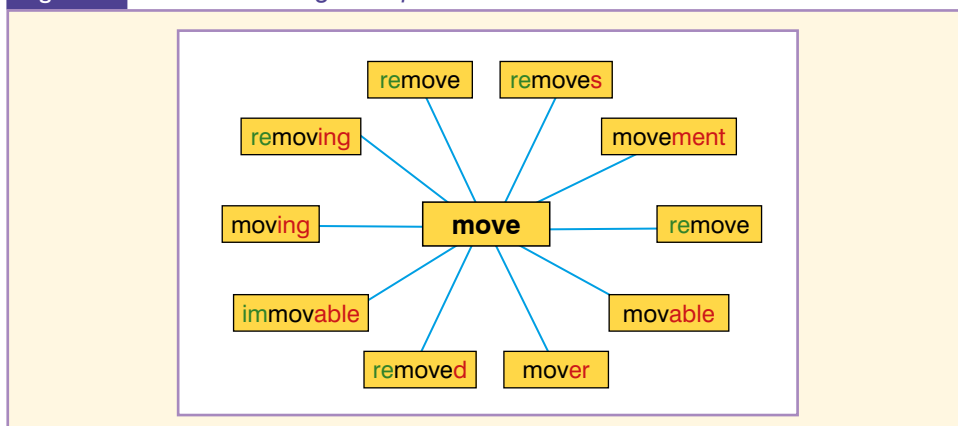 remove removes
removing movement
moving move remove
immovable movable
removed mover